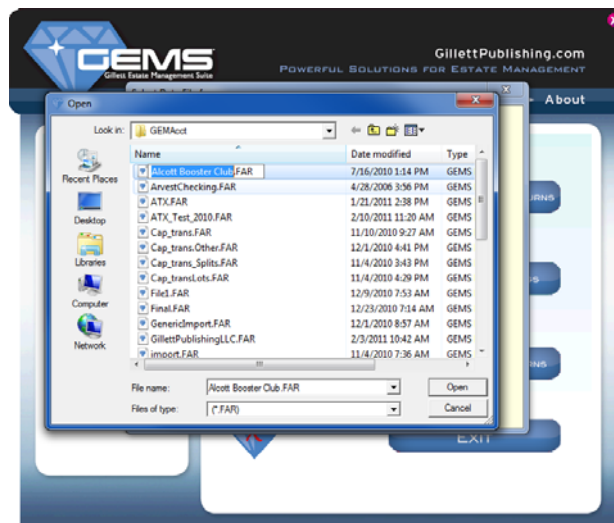 GEMS
GillettPublishing.com
Gillett Estate Management Suite
Powerful Solutions for Estate Management
Open
About
Look in: GEMAcct
Name Date modified Type
Alcott Booster Club.FAR 7/16/2010 1:14 PM GEMS
ArvestChecking.FAR 4/28/2006 3:56 PM GEMS
ATX.FAR 1/21/2011 2:38 PM GEMS
ATX_Test_2010.FAR 2/10/2011 11:20 AM GEMS
Cap_trans.FAR 11/10/2010 9:27 AM GEMS
Cap_trans.Other.FAR 12/1/2010 4:41 PM GEMS
Cap_trans_Splits.FAR 11/4/2010 3:43 PM GEMS
Cap_transLots.FAR 11/4/2010 4:29 PM GEMS
File1.FAR 12/9/2010 7:53 AM GEMS
Final.FAR 12/23/2010 7:14 AM GEMS
GenericImport.FAR 12/1/2010 8:57 AM GEMS
GillettPublishingLLC.FAR 2/3/2011 10:42 AM GEMS
import.FAR 11/4/2010 7:36 AM GEMS
Recent Places
Desktop
Libraries
Computer
Network
File name: Alcott Booster Club.FAR Open
Files of type: (*.FAR) Cancel
EXIT